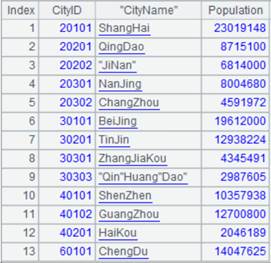 Index CityID "CityName" Population
1 20101 ShangHai 23019148
2 20201 QingDao 8715100
3 20202 "JiNan" 6814000
4 20301 NanJing 8004680
5 20302 ChangZhou 4591972
6 30101 BeiJing 19612000
7 30201 TinJin 12938224
8 30301 ZhangJiaKou 4345491
9 30303 "Qin"Huang"Dao" 2987605
10 40101 ShenZhen 10357938
11 40102 GuangZhou 12700800
12 40201 HaiKou 2046189
13 60101 ChengDu 14047625